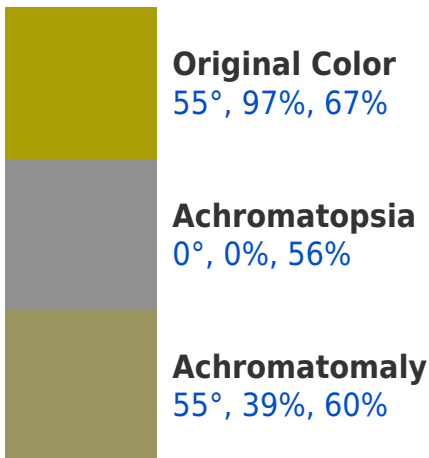 Original Color
55°, 97%, 67%
Achromatopsia
0°, 0%, 56%
Achromatomaly
55°, 39%, 60%